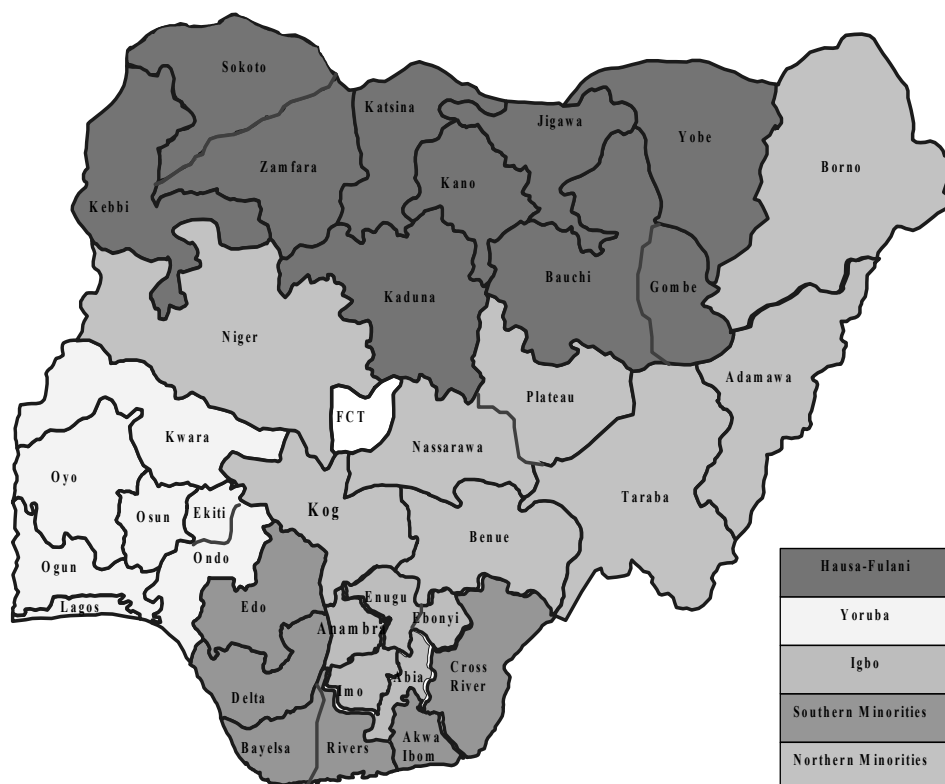 Sokoto
Katsina
Jigawa
Yobe
Borno
Zamfara
Kano
Kebbi
Bauchi
Gombe
Kaduna
Niger
Adamawa
Plateau
FCT
Kwara
Nassarawa
Oyo
Taraba
Osun
Ekiti
Kog
Benue
Ondo
Ogun
Hausa-Fulani
Lagos
Edo
Enugu
Ebonyi
Yoruba
Anambra
Igbo
Cross
River
Abia
Imo
Delta
Southern Minorities
Bayelsa
Rivers
Akwa
Ibom
Northern Minorities